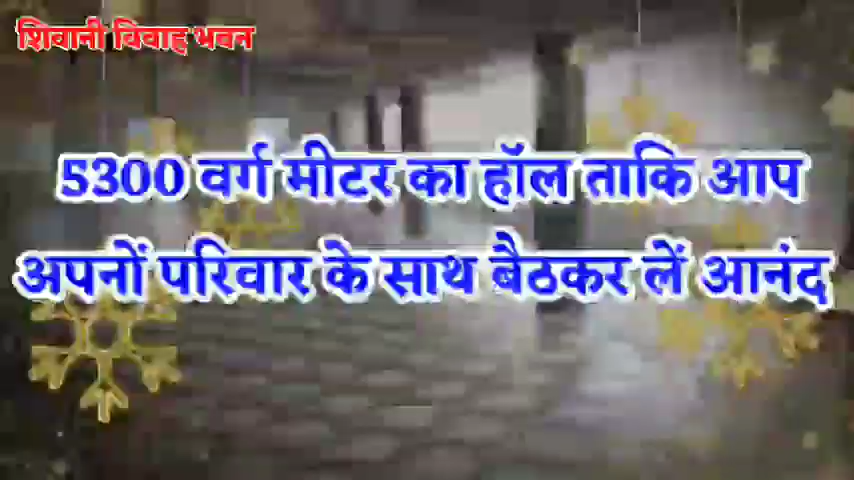 शिवानी विवाह भवन
5300 वर्ग मीटर का हॉल ताकि आप
अपनों परिवार के साथ बैठकर लें आनंद